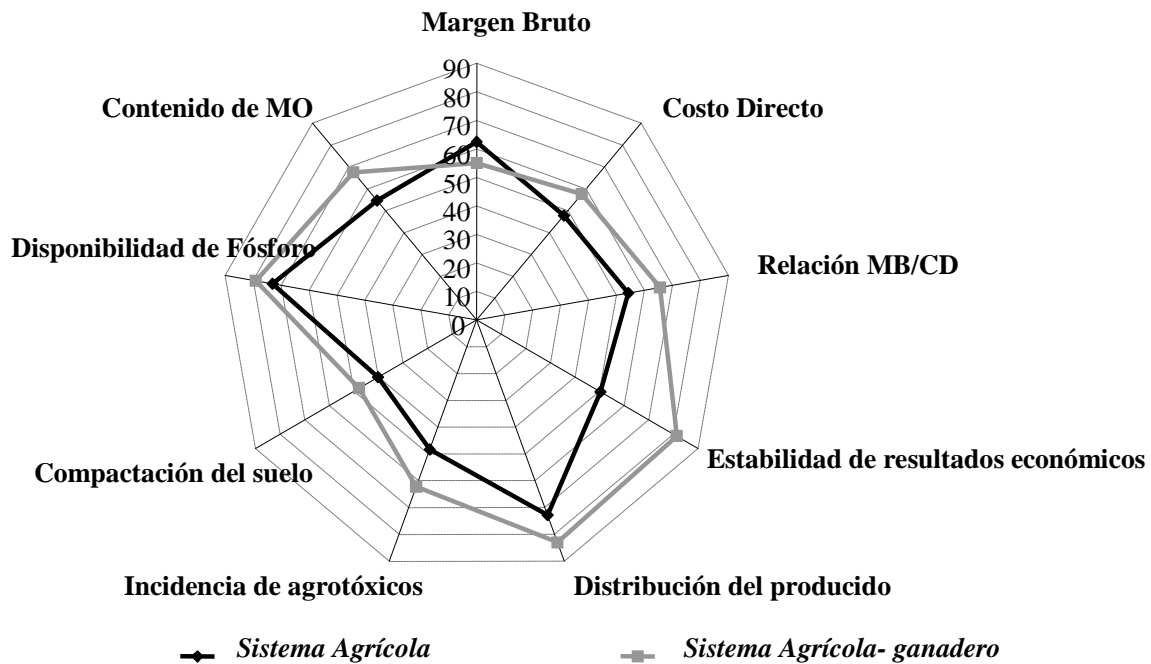 Margen Bruto
90
80
70
60
50
40
30
20
10
0
Contenido de MO
Costo Directo
Disponibilidad de Fósforo
Relación MB/CD
Compactación del suelo
Estabilidad de resultados económicos
Incidencia de agrotóxicos
Distribución del producido
Sistema Agrícola
Sistema Agrícola- ganadero